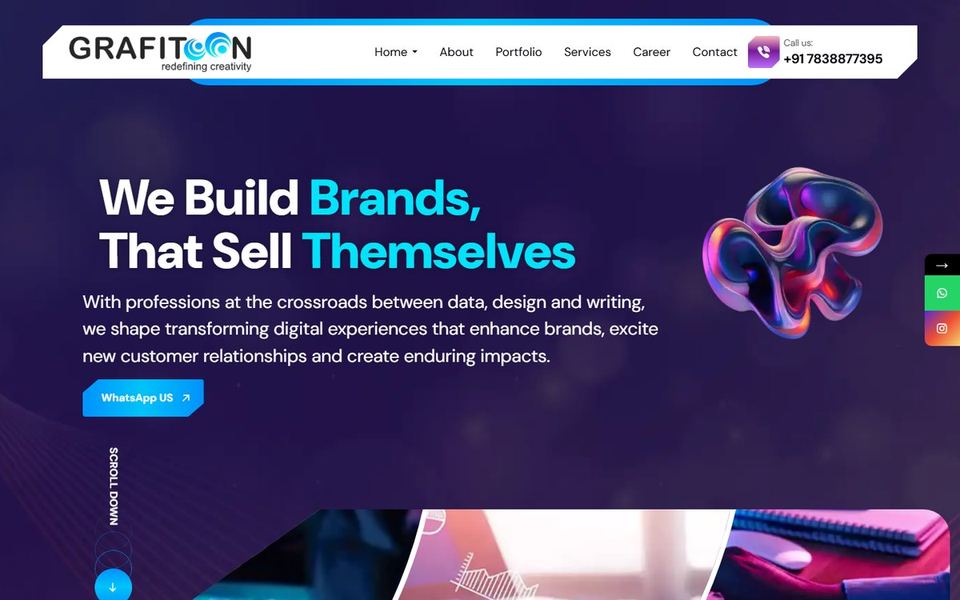 GRAFITOON
redefining creativity
Home
About
Portfolio
Services
Career
Contact
Call us:
+91 7838877395
We Build Brands,
That Sell Themselves
With professions at the crossroads between data, design and writing,
we shape transforming digital experiences that enhance brands, excite
new customer relationships and create enduring impacts.
WhatsApp US
SCROLL DOWN